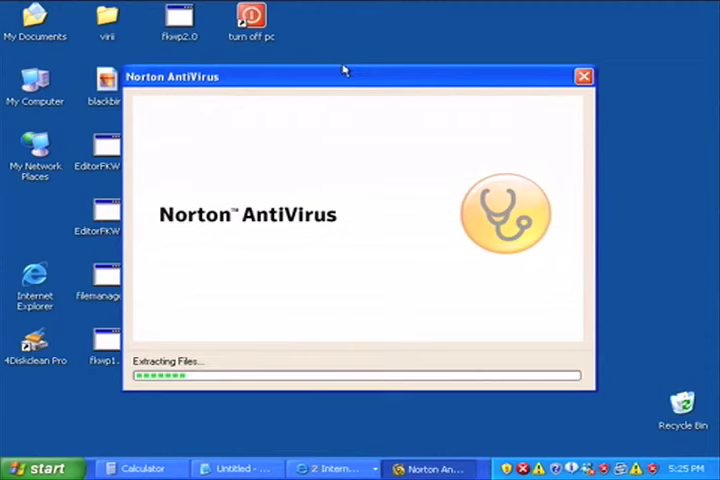 My Documents
virii
fkwp2.0
turn off pc
My Computer
blackbir
Norton AntiVirus
My Network
Places
EditorFKW
Norton™ AntiVirus
EditorFKW
Internet
Explorer
filemanage
4Diskclean Pro
fkwp1.
Extracting Files...
Recycle Bin
start
Calculator
Untitled - ...
2 Intern...
Norton An...
5:25 PM